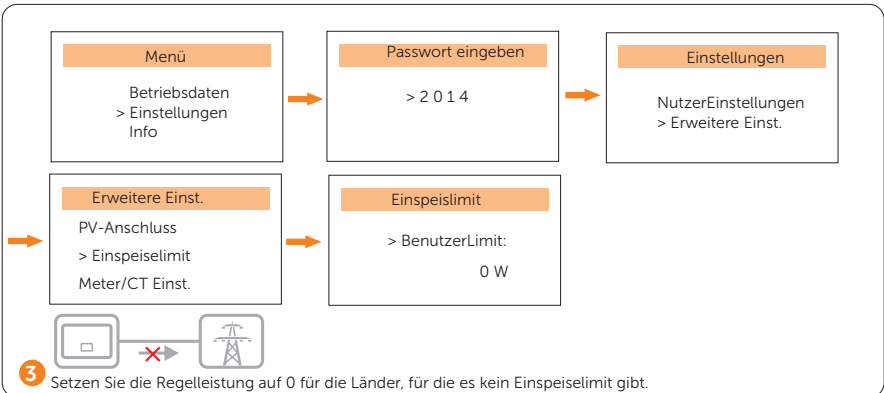 Menü
Betriebsdaten
> Einstellungen
Info
Passwort eingeben
> 2 0 1 4
Einstellungen
NutzerEinstellungen
> Erweitere Einst.
Erweitere Einst.
PV-Anschluss
> Einspeiselimit
Meter/CT Einst.
Einspeislimit
> BenutzerLimit:
0 W
3
Setzen Sie die Regelleistung auf 0 für die Länder, für die es kein Einspeiselimit gibt.